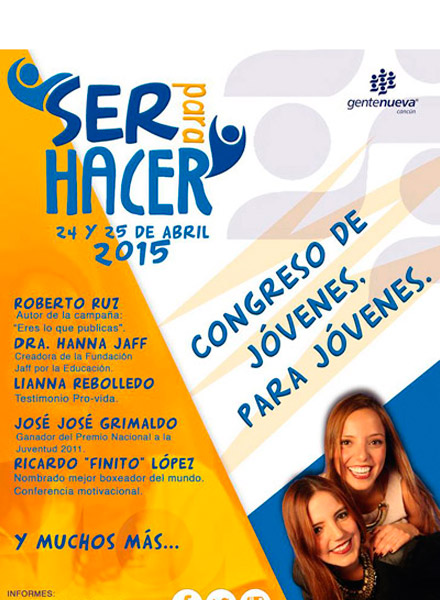 SER
para
HACER
24 Y 25 DE ABRIL
2015
gentenueva®
cancún
CONGRESO DE
JÓVENES,
PARA JÓVENES.
ROBERTO RUZ
Autor de la campaña:
"Eres lo que publicas".
DRA. HANNA JAFF
Creadora de la Fundación
Jaff por la Educación.
LIANNA REBOLLEDO
Testimonio Pro-vida.
JOSÉ JOSÉ GRIMALDO
Ganador del Premio Nacional a la
Juventud 2011.
RICARDO "FINITO" LÓPEZ
Nombrado mejor boxeador del mundo.
Conferencia motivacional.
Y MUCHOS MÁS...
INFORMES: